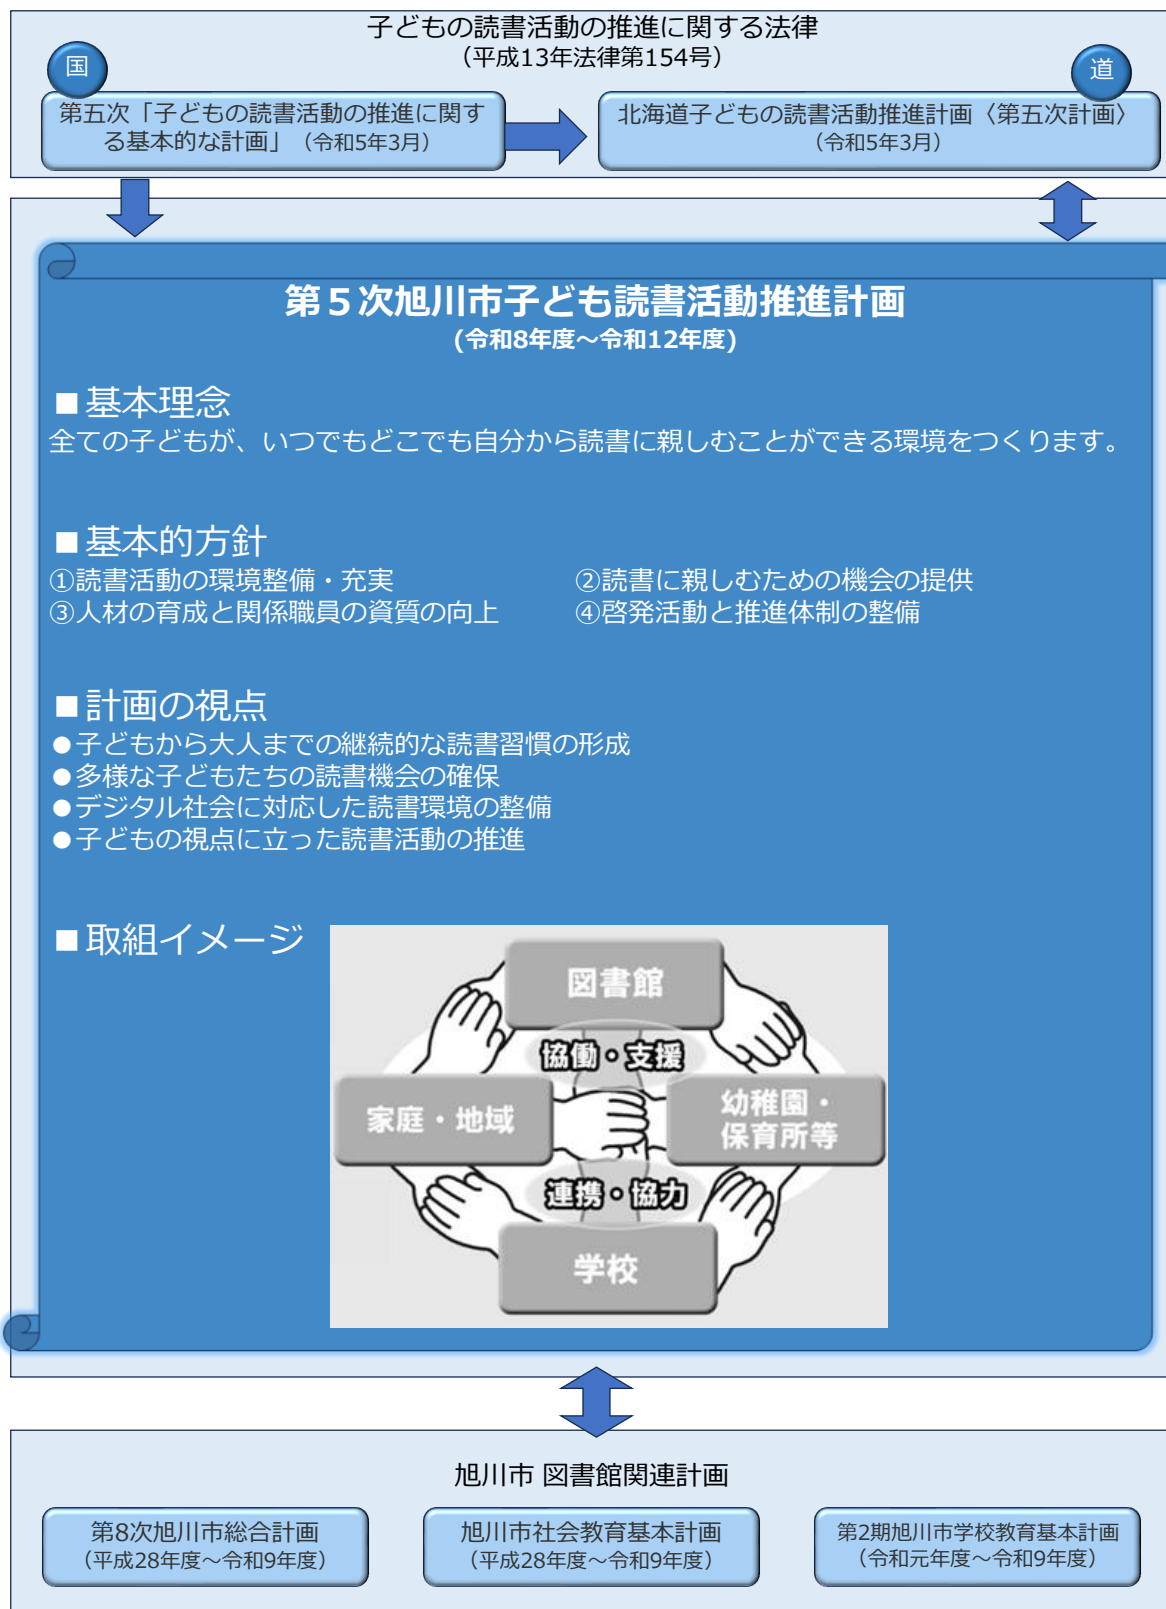 子どもの読書活動の推進に関する法律
（平成13年法律第154号）
国
道
第五次「子どもの読書活動の推進に関す
る基本的な計画」（令和5年3月）
北海道子どもの読書活動推進計画〈第五次計画〉
（令和5年3月）
第５次旭川市子ども読書活動推進計画
(令和8年度～令和12年度)
■基本理念
全ての子どもが、いつでもどこでも自分から読書に親しむことができる環境をつくります。
■基本的方針
①読書活動の環境整備・充実
②読書に親しむための機会の提供
③人材の育成と関係職員の資質の向上
④啓発活動と推進体制の整備
■計画の視点
●子どもから大人までの継続的な読書習慣の形成
●多様な子どもたちの読書機会の確保
●デジタル社会に対応した読書環境の整備
●子どもの視点に立った読書活動の推進
■取組イメージ
図書館
協働・支援
家庭・地域
幼稚園・
保育所等
連携・協力
学校
旭川市 図書館関連計画
第8次旭川市総合計画
（平成28年度～令和9年度）
旭川市社会教育基本計画
（平成28年度～令和9年度）
第2期旭川市学校教育基本計画
（令和元年度～令和9年度）